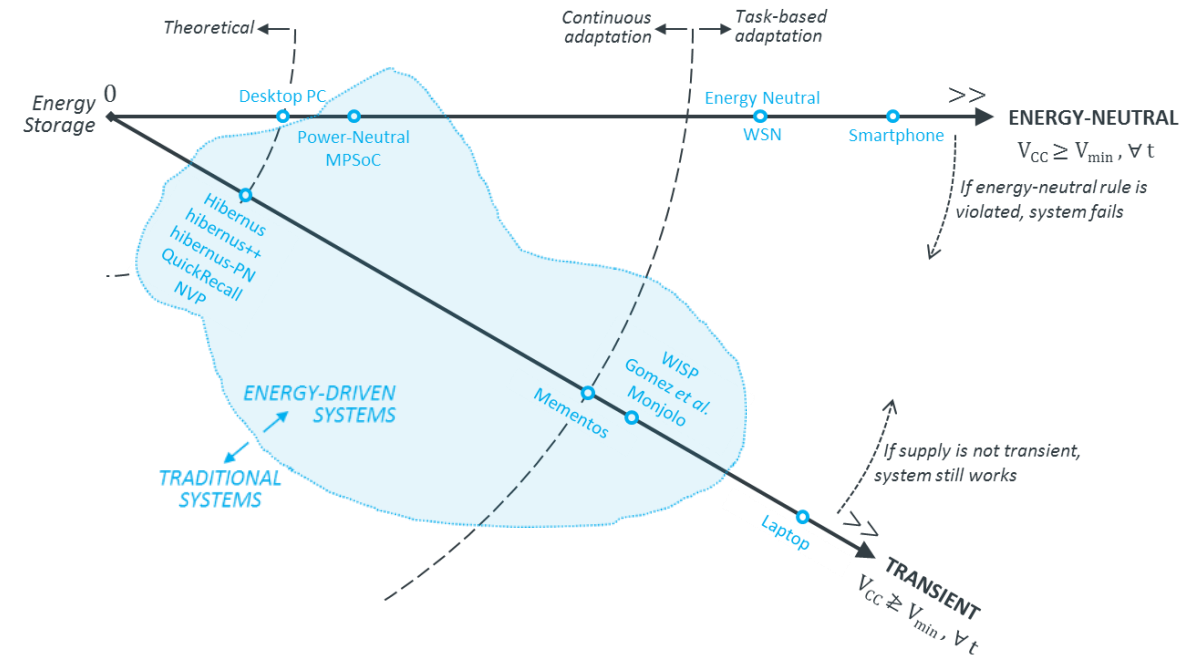 Theoretical
Continuous
adaptation
Task-based
adaptation
Energy
Storage
0
Desktop PC
Power-Neutral
MPSoC
Energy Neutral
WSN
Smartphone
>>
ENERGY-NEUTRAL
V_CC ≥ V_min , ∀ t
If energy-neutral rule is
violated, system fails
Hibernus
hibernus++
hibernus-PN
QuickRecall
NVP
ENERGY-DRIVEN
SYSTEMS
TRADITIONAL
SYSTEMS
Mementos
WISP
Gomez et al.
Monjolo
If supply is not transient,
system still works
Laptop
>>
TRANSIENT
V_CC ≱ V_min , ∀ t